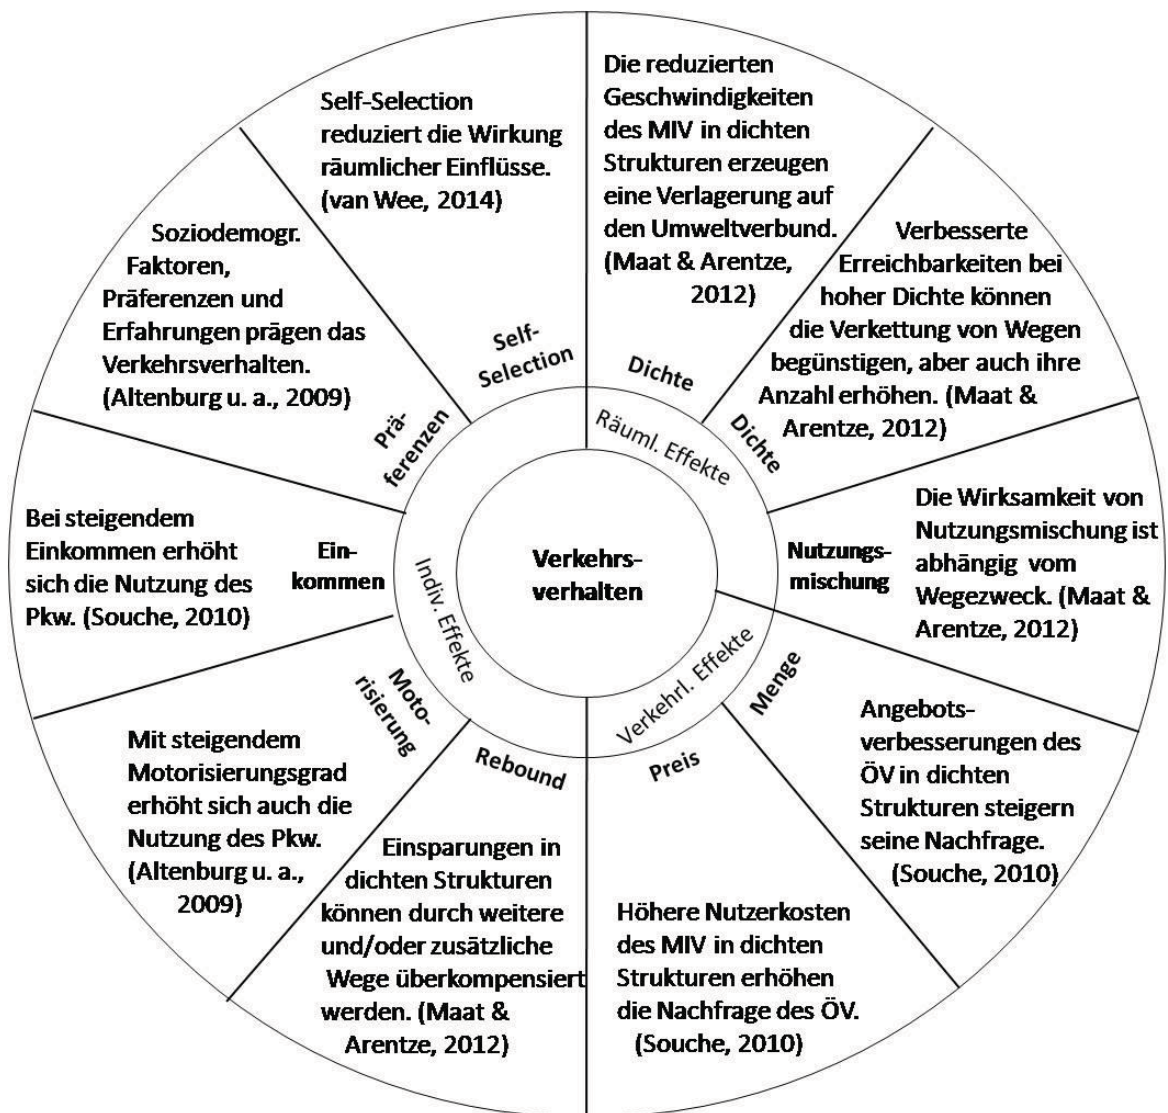 Verkehrs-
verhalten
Räuml. Effekte
Verkehrl. Effekte
Indiv. Effekte
Dichte
Die reduzierten
Geschwindigkeiten
des MIV in dichten
Strukturen erzeugen
eine Verlagerung auf
den Umweltverbund.
(Maat & Arentze,
2012)
Dichte
Verbesserte
Erreichbarkeiten bei
hoher Dichte können
die Verkettung von Wegen
begünstigen, aber auch ihre
Anzahl erhöhen. (Maat &
Arentze, 2012)
Nutzungs-
mischung
Die Wirksamkeit von
Nutzungsmischung ist
abhängig vom
Wegezweck. (Maat &
Arentze, 2012)
Menge
Angebots-
verbesserungen des
ÖV in dichten
Strukturen steigern
seine Nachfrage.
(Souche, 2010)
Preis
Höhere Nutzerkosten
des MIV in dichten
Strukturen erhöhen
die Nachfrage des ÖV.
(Souche, 2010)
Rebound
Einsparungen in
dichten Strukturen
können durch weitere
und/oder zusätzliche
Wege überkompensiert
werden. (Maat &
Arentze, 2012)
Moto-
risierung
Mit steigendem
Motorisierungsgrad
erhöht sich auch die
Nutzung des Pkw.
(Altenburg u. a.,
2009)
Ein-
kommen
Bei steigendem
Einkommen erhöht
sich die Nutzung des
Pkw. (Souche, 2010)
Prä-
ferenzen
Soziodemogr.
Faktoren,
Präferenzen und
Erfahrungen prägen das
Verkehrsverhalten.
(Altenburg u. a., 2009)
Self-
Selection
Self-Selection
reduziert die Wirkung
räumlicher Einflüsse.
(van Wee, 2014)